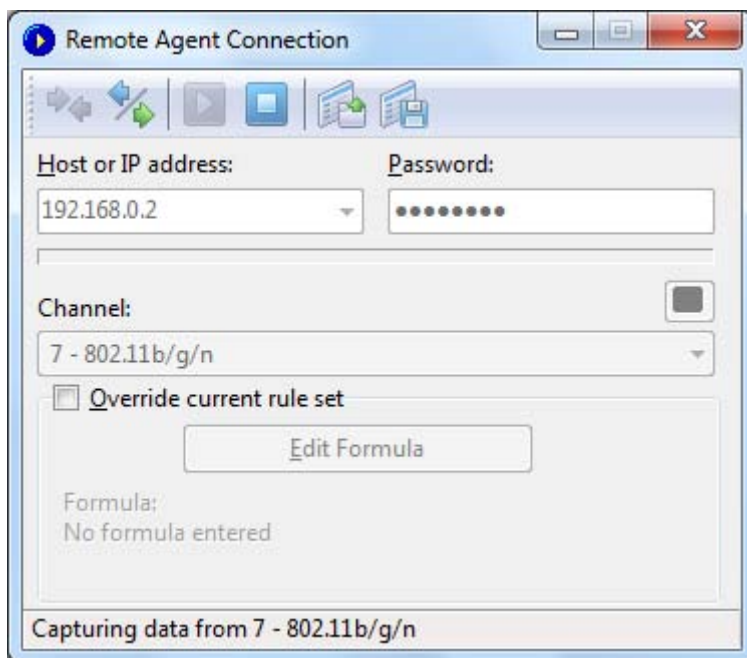 Remote Agent Connection
Host or IP address: Password:
192.168.0.2 ●●●●●●●●
Channel:
7 - 802.11b/g/n
Override current rule set
Edit Formula
Formula:
No formula entered
Capturing data from 7 - 802.11b/g/n